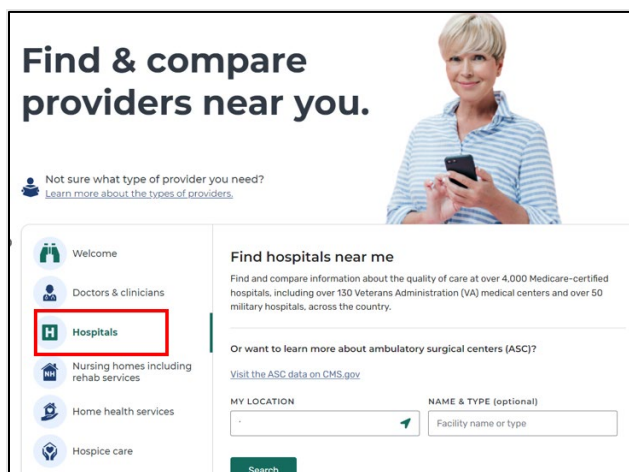 Find & compare
providers near you.
Not sure what type of provider you need?
Learn more about the types of providers.
Welcome
Doctors & clinicians
H
Hospitals
NH
Nursing homes including
rehab services
Home health services
Hospice care
Find hospitals near me
Find and compare information about the quality of care at over 4,000 Medicare-certified
hospitals, including over 130 Veterans Administration (VA) medical centers and over 50
military hospitals, across the country.
Or want to learn more about ambulatory surgical centers (ASC)?
Visit the ASC data on CMS.gov
MY LOCATION
NAME & TYPE (optional)
Facility name or type
Search